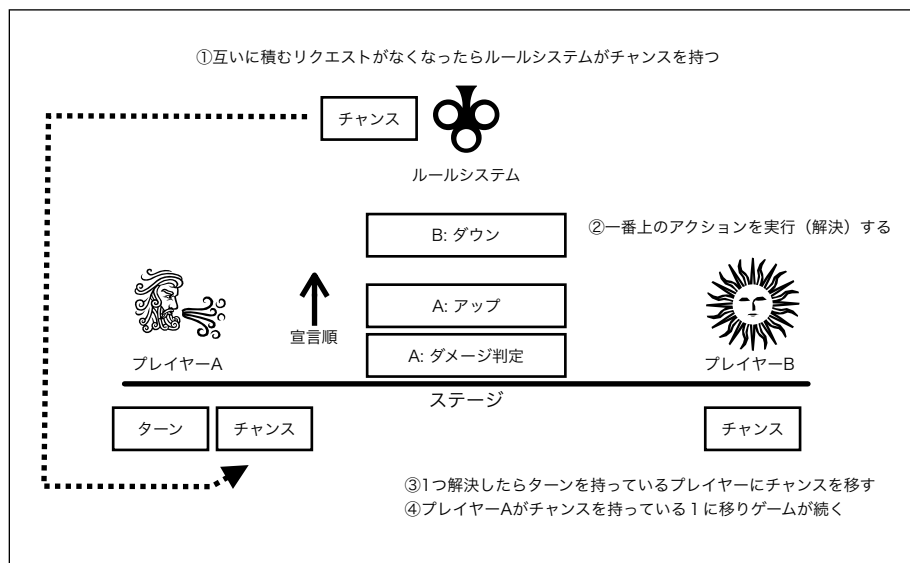 ①互いに積むリクエストがなくなったらルールシステムがチャンスを持つ
チャンス
ルールシステム
B: ダウン
②一番上のアクションを実行（解決）する
A: アップ
宣言順
A: ダメージ判定
プレイヤーA
プレイヤーB
ステージ
ターン
チャンス
チャンス
③1つ解決したらターンを持っているプレイヤーにチャンスを移す
④プレイヤーAがチャンスを持っている１に移りゲームが続く